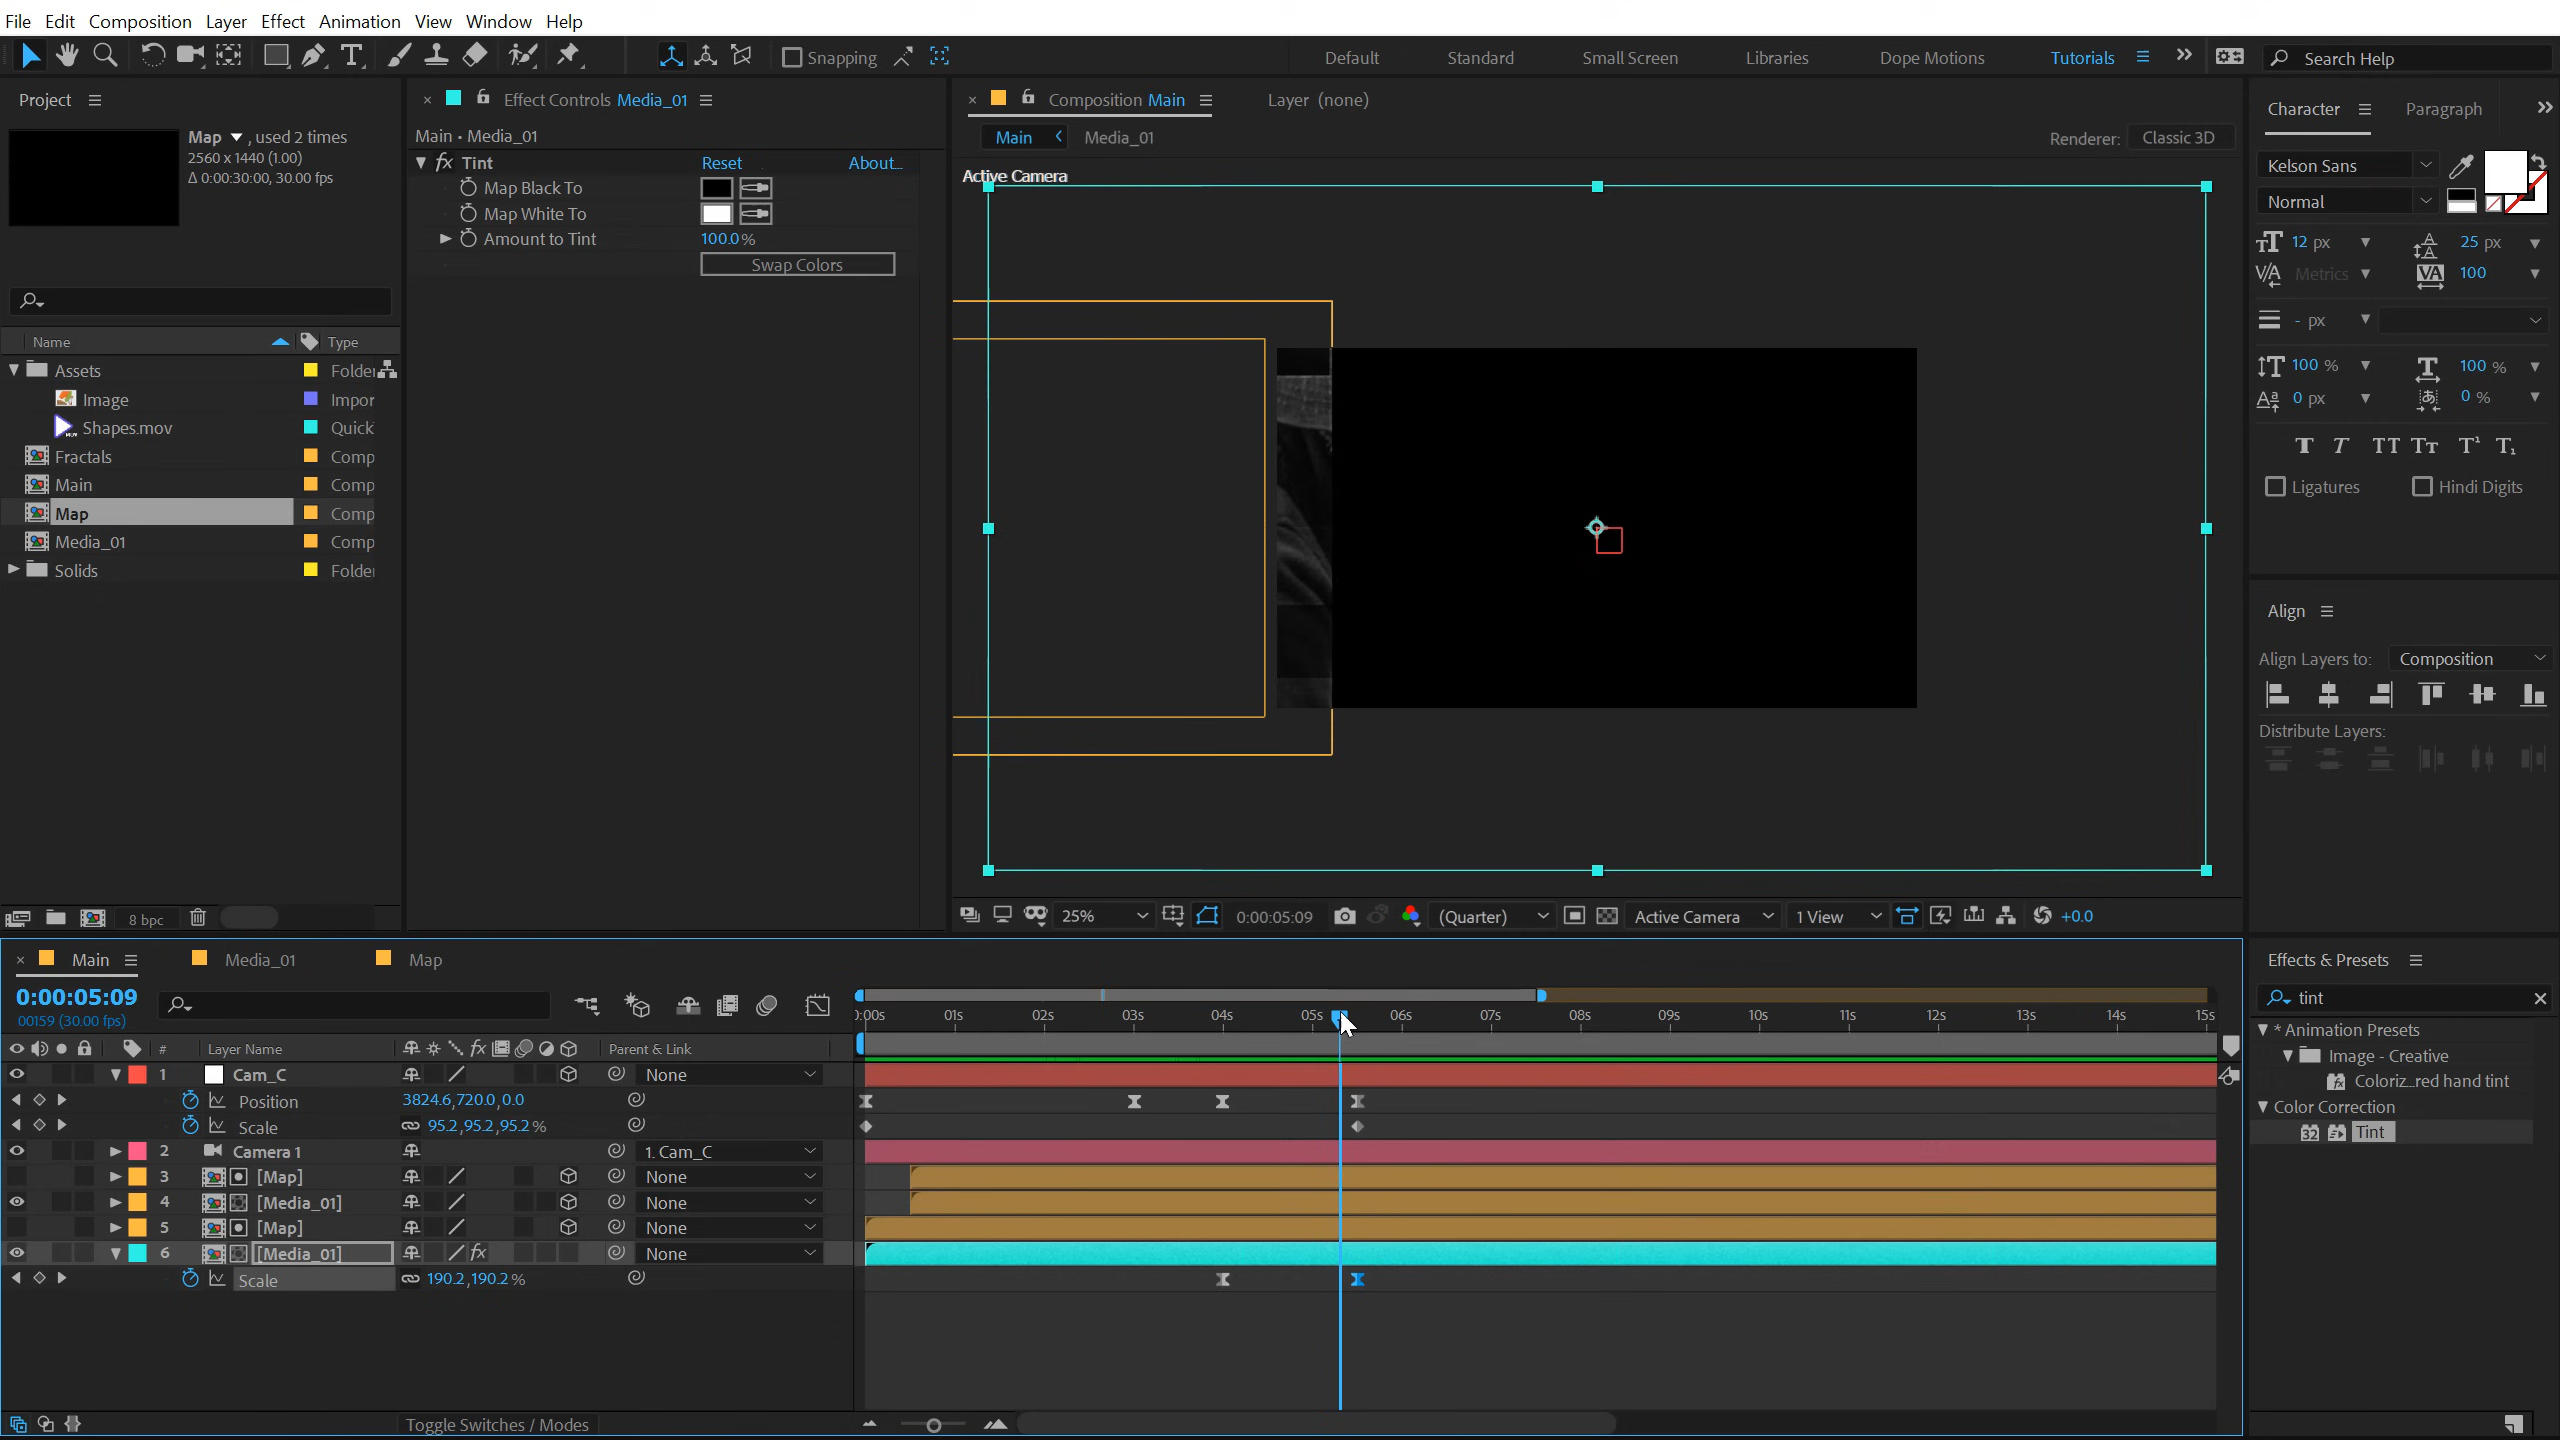 File Edit Composition Layer Effect Animation View Window Help
Snapping Default Standard Small Screen Libraries Dope Motions Tutorials Search Help
Project
Map , used 2 times
2560 x 1440 (1.00)
Δ 0:00:30:00, 30.00 fps
Name Type
Assets Folder
Image Impor
Shapes.mov Quick
Fractals Comp
Main Comp
Map Comp
Media_01 Comp
Solids Folder
8 bpc
Effect Controls Media_01
Main • Media_01
fx Tint Reset About...
Map Black To
Map White To
Amount to Tint 100.0%
Swap Colors
Composition Main Layer (none)
Main Media_01 Renderer: Classic 3D
Active Camera
25% 0:00:05:09 (Quarter) Active Camera 1 View +0.0
Character Paragraph
Kelson Sans
Normal
12 px 25 px
Metrics 100
- px
100 % 100 %
0 px 0 %
T T TT TT T¹ T₁
Ligatures Hindi Digits
Align
Align Layers to: Composition
Distribute Layers:
Main Media_01 Map
0:00:05:09
00159 (30.00 fps)
0:00s 01s 02s 03s 04s 05s 06s 07s 08s 09s 10s 11s 12s 13s 14s 15s
# Layer Name fx Parent & Link
1 Cam_C None
Position 3824.6,720.0,0.0
Scale 95.2,95.2,95.2%
2 Camera 1 1. Cam_C
3 [Map] None
4 [Media_01] None
5 [Map] None
6 [Media_01] fx None
Scale 190.2,190.2%
Toggle Switches / Modes
Effects & Presets
tint
* Animation Presets
Image - Creative
Coloriz...red hand tint
Color Correction
32 Tint